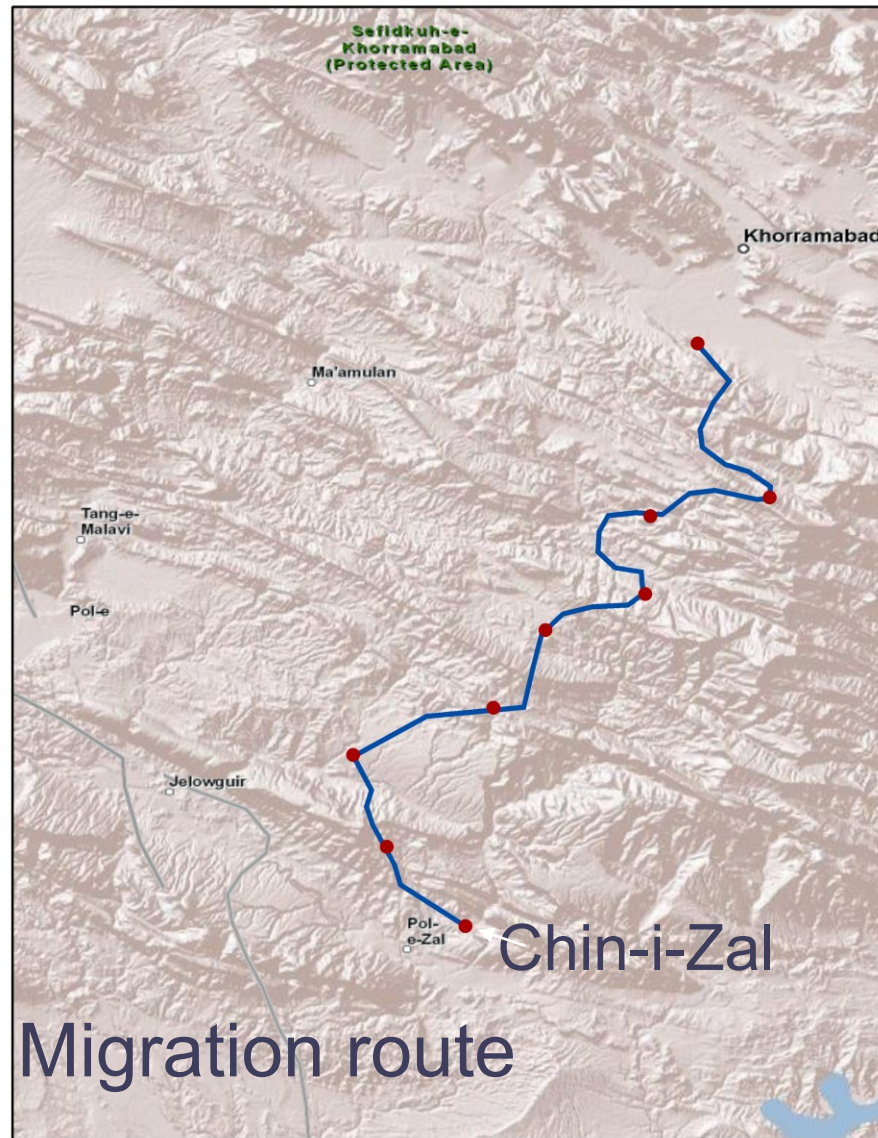 Sefidkuh-e-
Khorramabad
(Protected Area)
Khorramabad
Ma'amulan
Tang-e-
Malavi
Pol-e
Jelowguir
Pol-
e-Zal
Chin-i-Zal
Migration route